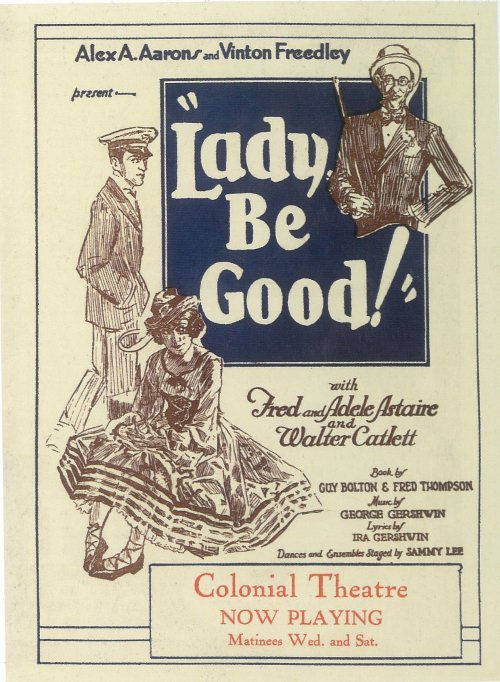 Alex A. Aarons and Vinton Freedley
present —
"Lady,
Be
Good!"
with
Fred and Adele Astaire
and
Walter Catlett
Book by
GUY BOLTON & FRED THOMPSON
Music by
GEORGE GERSHWIN
Lyrics by
IRA GERSHWIN
Dances and Ensembles Staged by SAMMY LEE
Colonial Theatre
NOW PLAYING
Matinees Wed. and Sat.